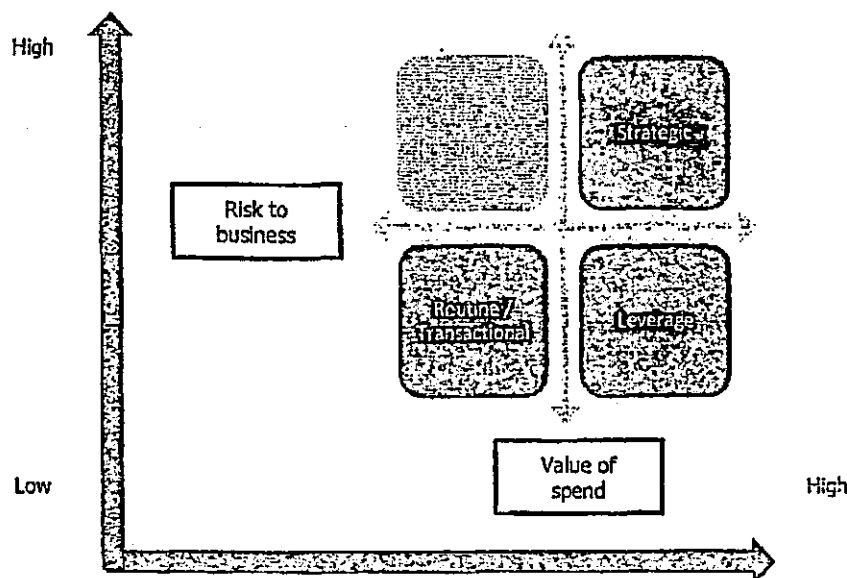 High
Strategic
Risk to
business
Routine /
Transactional
Leverage
Value of
spend
Low
High